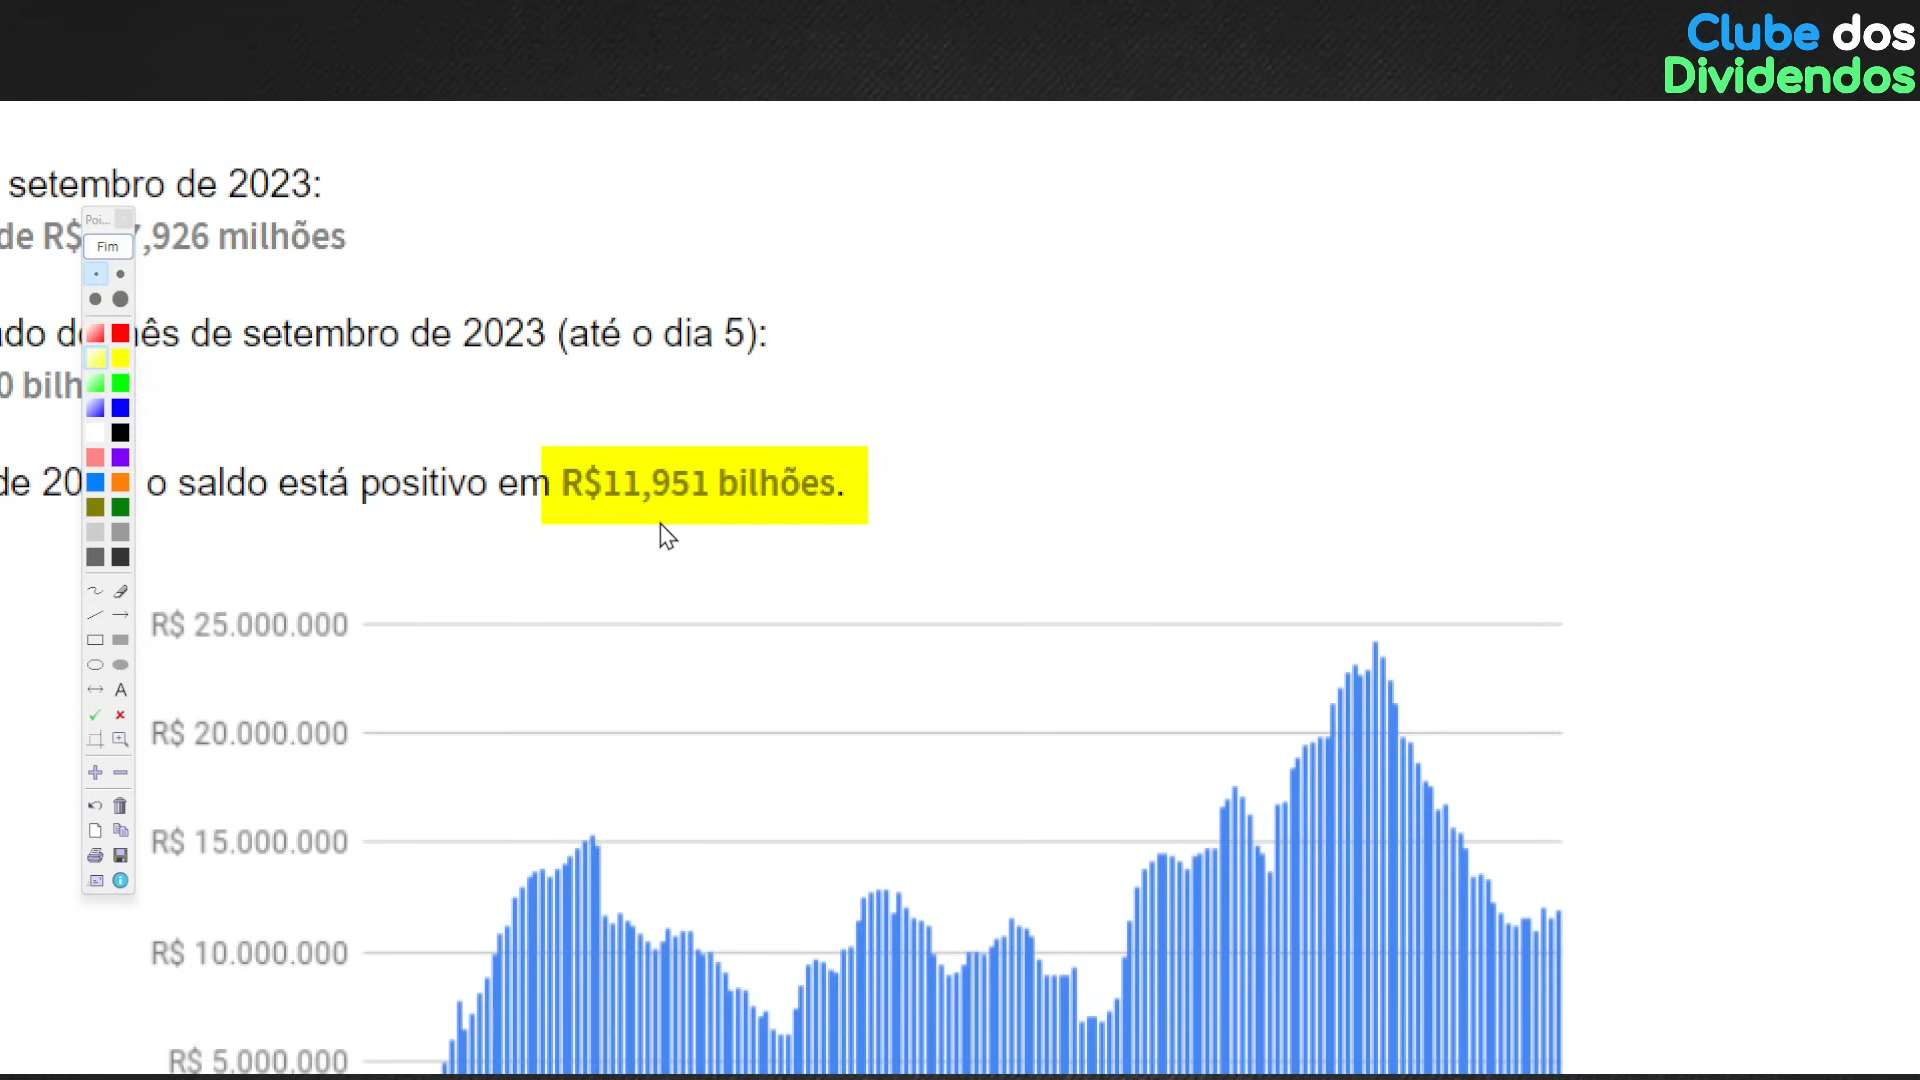 Clube dos
Dividendos
setembro de 2023:
de R$ ,926 milhões
Poi...
Fim
do mês de setembro de 2023 (até o dia 5):
0 bilh
de 20 o saldo está positivo em R$11,951 bilhões.
A
R$ 25.000.000
R$ 20.000.000
R$ 15.000.000
R$ 10.000.000
R$ 5.000.000